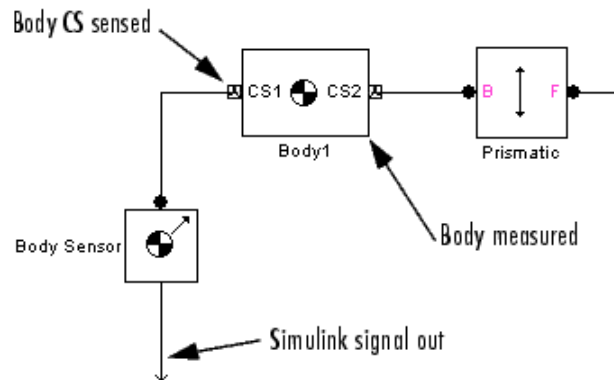 Body CS sensed
CS1 CS2
B F
Body1
Prismatic
Body Sensor
Body measured
Simulink signal out